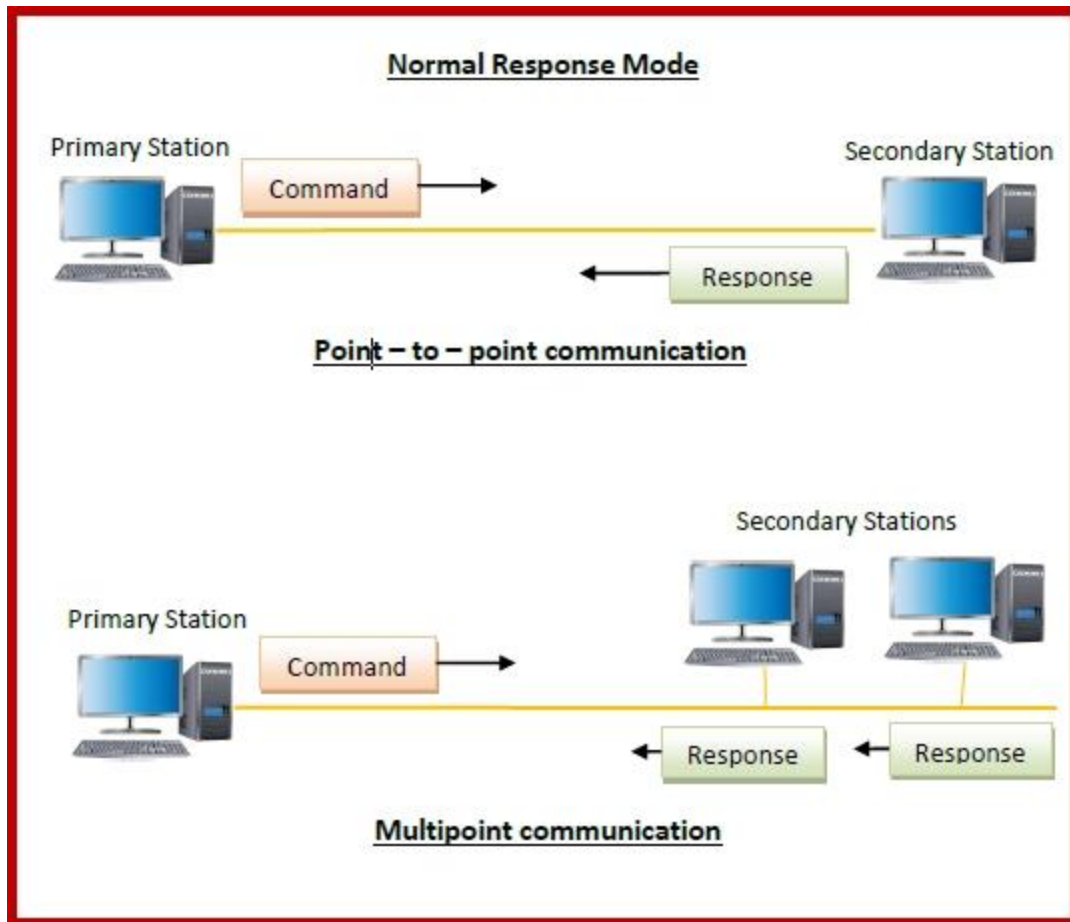 Normal Response Mode
Primary Station
Secondary Station
Command
Response
Point – to – point communication
Secondary Stations
Primary Station
Command
Response
Response
Multipoint communication